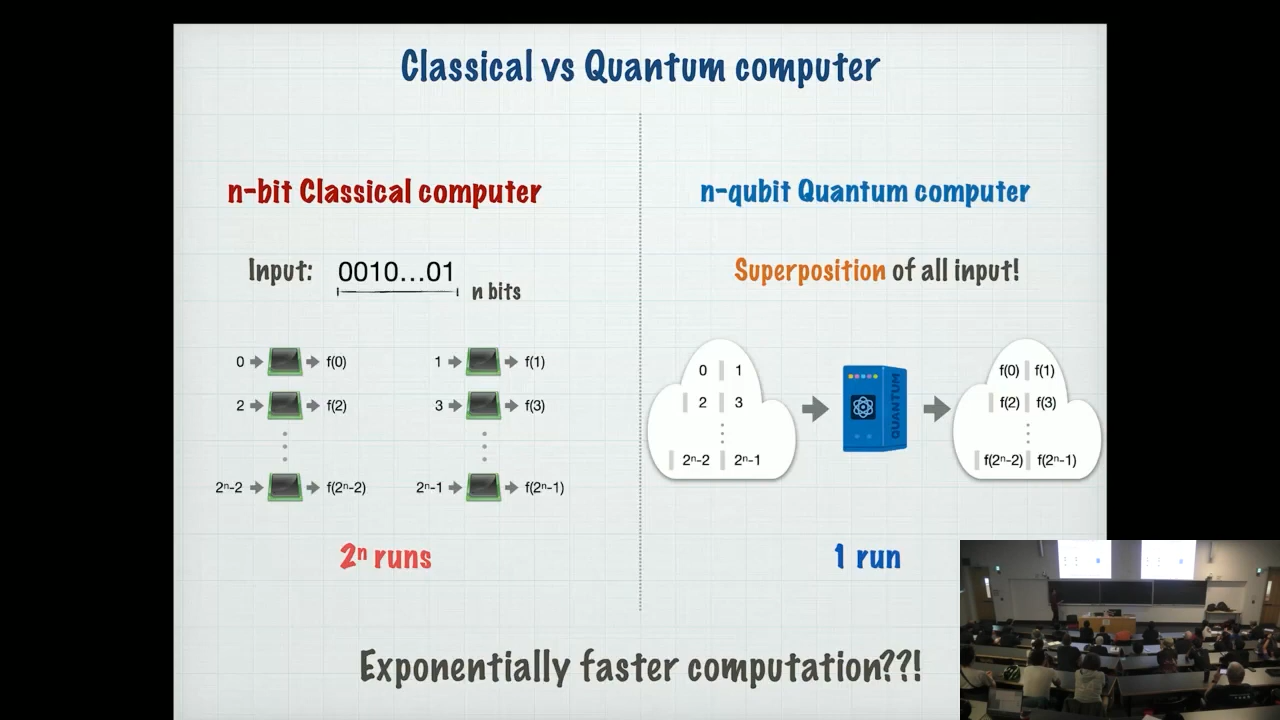 Classical vs Quantum computer
n-bit Classical computer
Input: 0010...01
n bits
0 f(0) 1 f(1)
2 f(2) 3 f(3)
2ⁿ-2 f(2ⁿ-2) 2ⁿ-1 f(2ⁿ-1)
2ⁿ runs
n-qubit Quantum computer
Superposition of all input!
0 | 1
| 2 | 3
| 2ⁿ-2 | 2ⁿ-1
QUANTUM
f(0) | f(1)
| f(2) | f(3)
| f(2ⁿ-2) | f(2ⁿ-1)
1 run
Exponentially faster computation??!